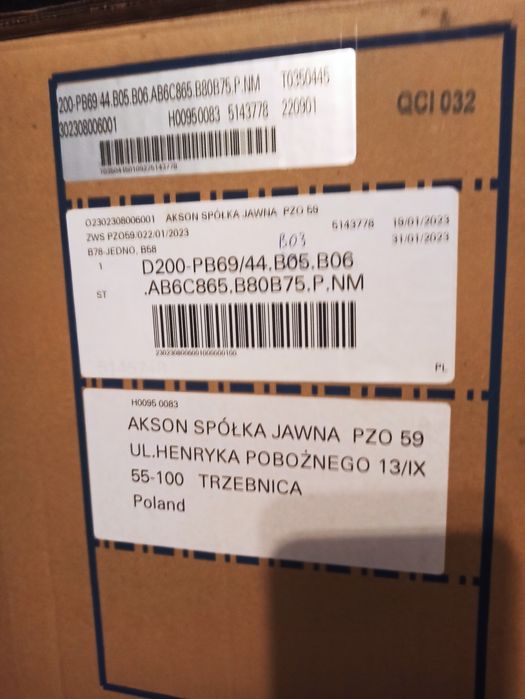 200-PB69/44.B05.B06.AB6C865.B80B75.P.NM T0350445
302308006001 H00950083 5143778 220901
QCI 032
O2302308006001 AKSON SPÓŁKA JAWNA PZO 59 5143778 19/01/2023
ZWS PZO59/022/01/2023 31/01/2023
B78-JEDNO, B58
B03
1 D200-PB69/44.B05.B06
ST .AB6C865.B80B75.P.NM
PL
H0095 0083
AKSON SPÓŁKA JAWNA PZO 59
UL.HENRYKA POBOŻNEGO 13/IX
55-100 TRZEBNICA
Poland